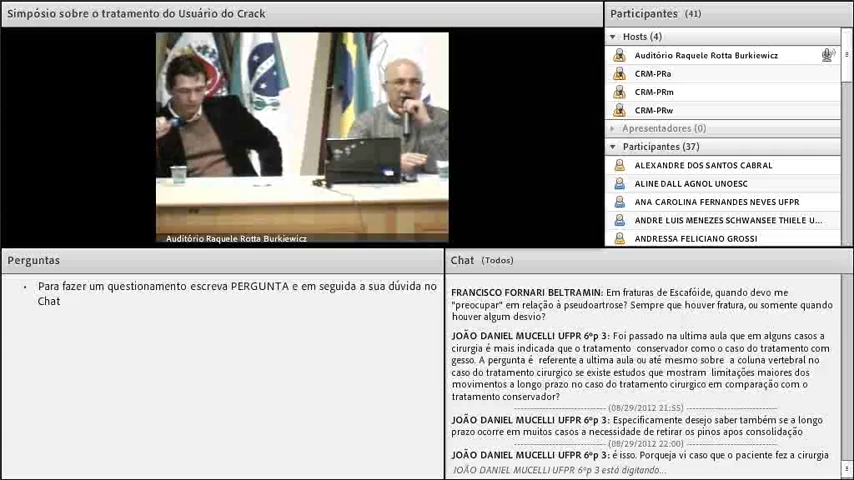 Simpósio sobre o tratamento do Usuário do Crack
Auditório Raquele Rotta Burkiewicz
Participantes (41)
Hosts (4)
Auditório Raquele Rotta Burkiewicz
CRM-PRa
CRM-PRm
CRM-PRw
Apresentadores (0)
Participantes (37)
ALEXANDRE DOS SANTOS CABRAL
ALINE DALL AGNOL UNOESC
ANA CAROLINA FERNANDES NEVES UFPR
ANDRE LUIS MENEZES SCHWANSEE THIELE U...
ANDRESSA FELICIANO GROSSI
Perguntas
Para fazer um questionamento escreva PERGUNTA e em seguida a sua dúvida no
Chat
Chat (Todos)
FRANCISCO FORNARI BELTRAMIN: Em fraturas de Escafóide, quando devo me
"preocupar" em relação à pseudoartrose? Sempre que houver fratura, ou somente quando
houver algum desvio?
JOÃO DANIEL MUCELLI UFPR 6ºp 3: Foi passado na ultima aula que em alguns casos a
cirurgia é mais indicada que o tratamento conservador como o caso do tratamento com
gesso. A pergunta é referente a ultima aula ou até mesmo sobre a coluna vertebral no
caso do tratamento cirurgico se existe estudos que mostram limitações maiores dos
movimentos a longo prazo no caso do tratamento cirurgico em comparação com o
tratamento conservador?
(08/29/2012 21:55)
JOÃO DANIEL MUCELLI UFPR 6ºp 3: Especificamente desejo saber também se a longo
prazo ocorre em muitos casos a necessidade de retirar os pinos apos consolidação
(08/29/2012 22:00)
JOÃO DANIEL MUCELLI UFPR 6ºp 3: é isso. Porqueja vi caso que o paciente fez a cirurgia
JOÃO DANIEL MUCELLI UFPR 6ºp 3 está digitando...